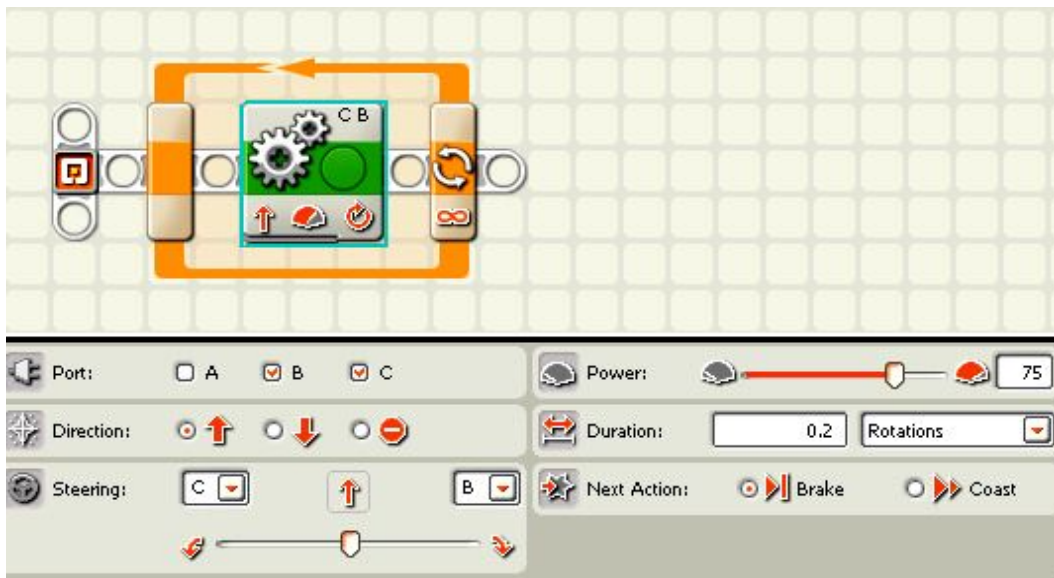 C B
Port: A B C
Power: 75
Direction:
Duration: 0.2 Rotations
Steering: C B
Next Action: Brake Coast